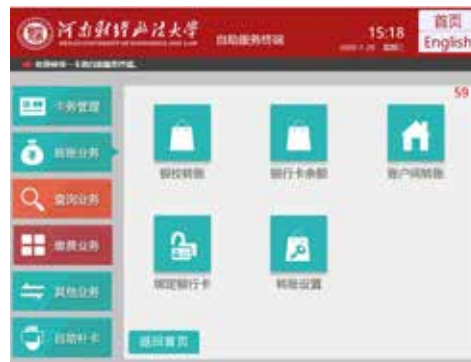 河南财经政法大学
自助服务终端
15:18
首页
English
59
卡务管理
转账业务
查询业务
缴费业务
其他业务
自助补卡
银校转账
银行卡余额
账户间转账
绑定银行卡
转账设置
返回首页